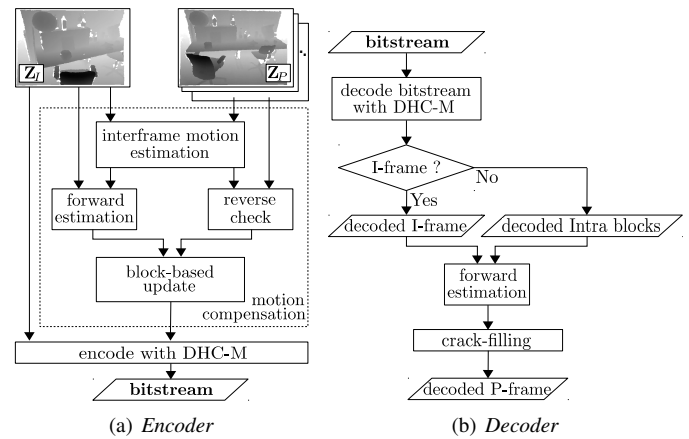 Z_I
Z_P
interframe motion
estimation
forward
estimation
reverse
check
block-based
update
motion
compensation
encode with DHC-M
bitstream
(a) Encoder
bitstream
decode bitstream
with DHC-M
I-frame ?
No
Yes
decoded I-frame
decoded Intra blocks
forward
estimation
crack-filling
decoded P-frame
(b) Decoder